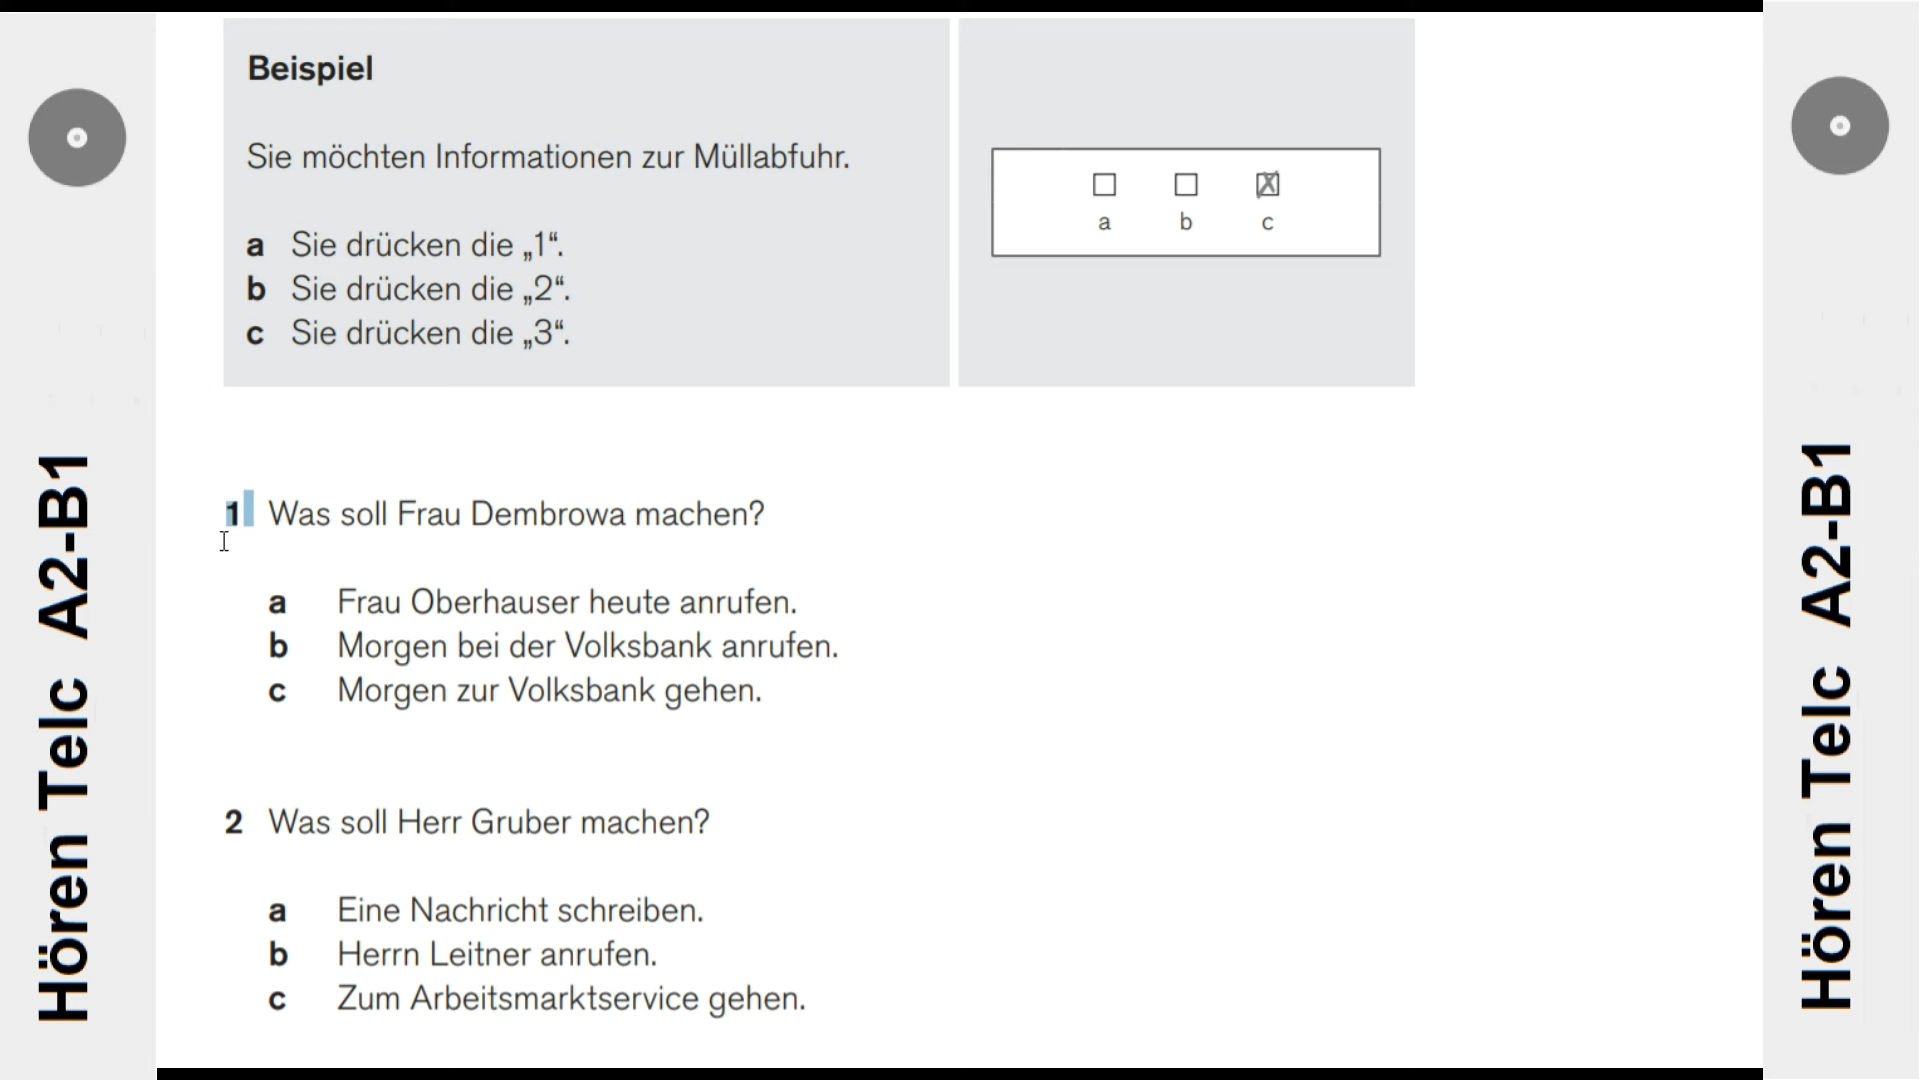 Hören Telc A2-B1
Beispiel
Sie möchten Informationen zur Müllabfuhr.
a Sie drücken die „1“.
b Sie drücken die „2“.
c Sie drücken die „3“.
a b c
1 Was soll Frau Dembrowa machen?
a Frau Oberhauser heute anrufen.
b Morgen bei der Volksbank anrufen.
c Morgen zur Volksbank gehen.
2 Was soll Herr Gruber machen?
a Eine Nachricht schreiben.
b Herrn Leitner anrufen.
c Zum Arbeitsmarktservice gehen.
Hören Telc A2-B1